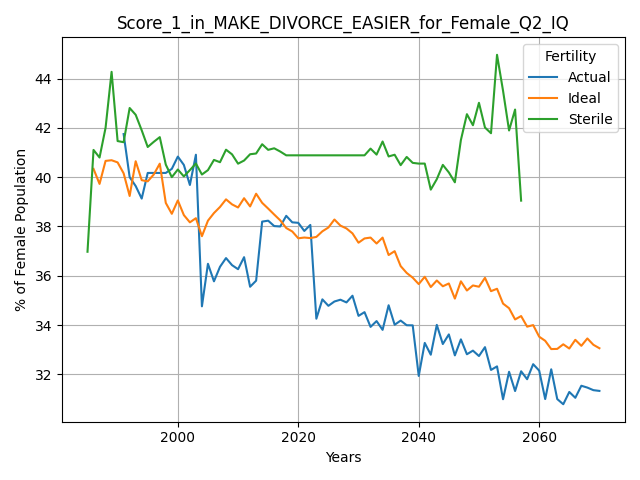 Score_1_in_MAKE_DIVORCE_EASIER_for_Female_Q2_IQ
Fertility
Actual
Ideal
Sterile
% of Female Population
44
42
40
38
36
34
32
2000
2020
2040
2060
Years